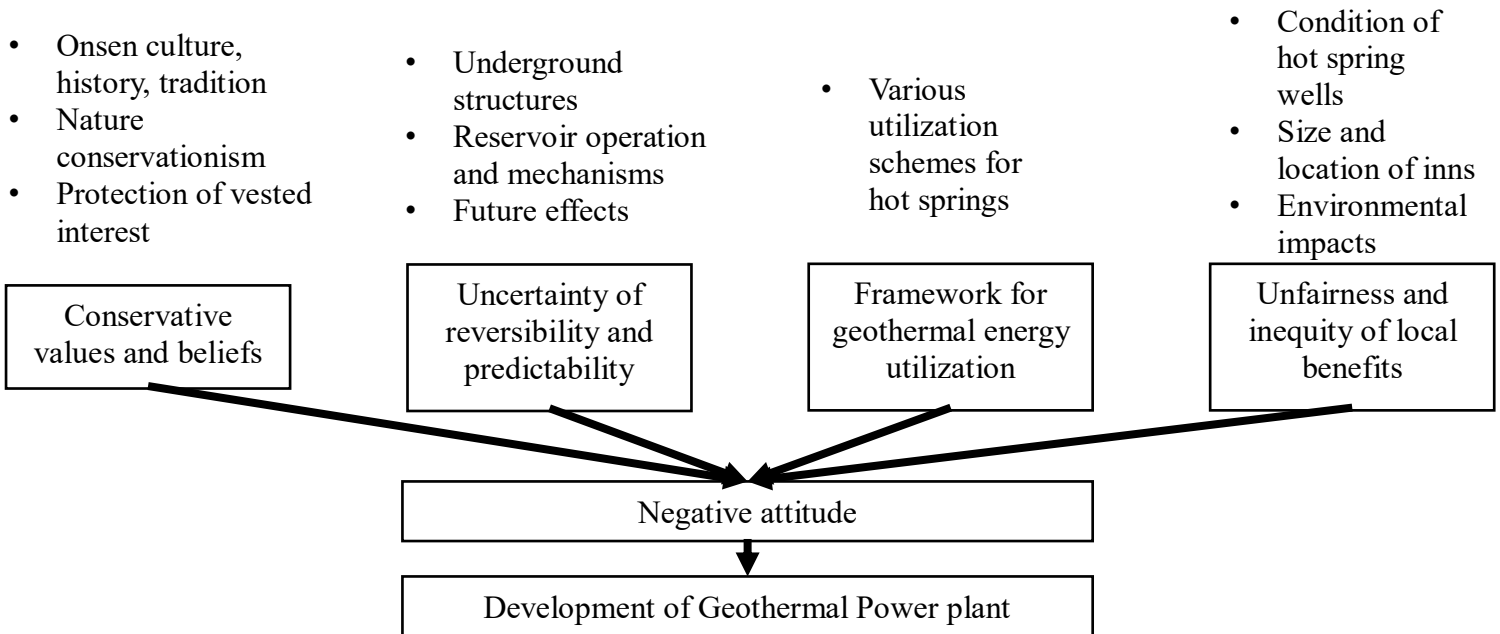 • Onsen culture,
history, tradition
• Nature
conservationism
• Protection of vested
interest
• Underground
structures
• Reservoir operation
and mechanisms
• Future effects
• Various
utilization
schemes for
hot springs
• Condition of
hot spring
wells
• Size and
location of inns
• Environmental
impacts
Conservative
values and beliefs
Uncertainty of
reversibility and
predictability
Framework for
geothermal energy
utilization
Unfairness and
inequity of local
benefits
Negative attitude
Development of Geothermal Power plant